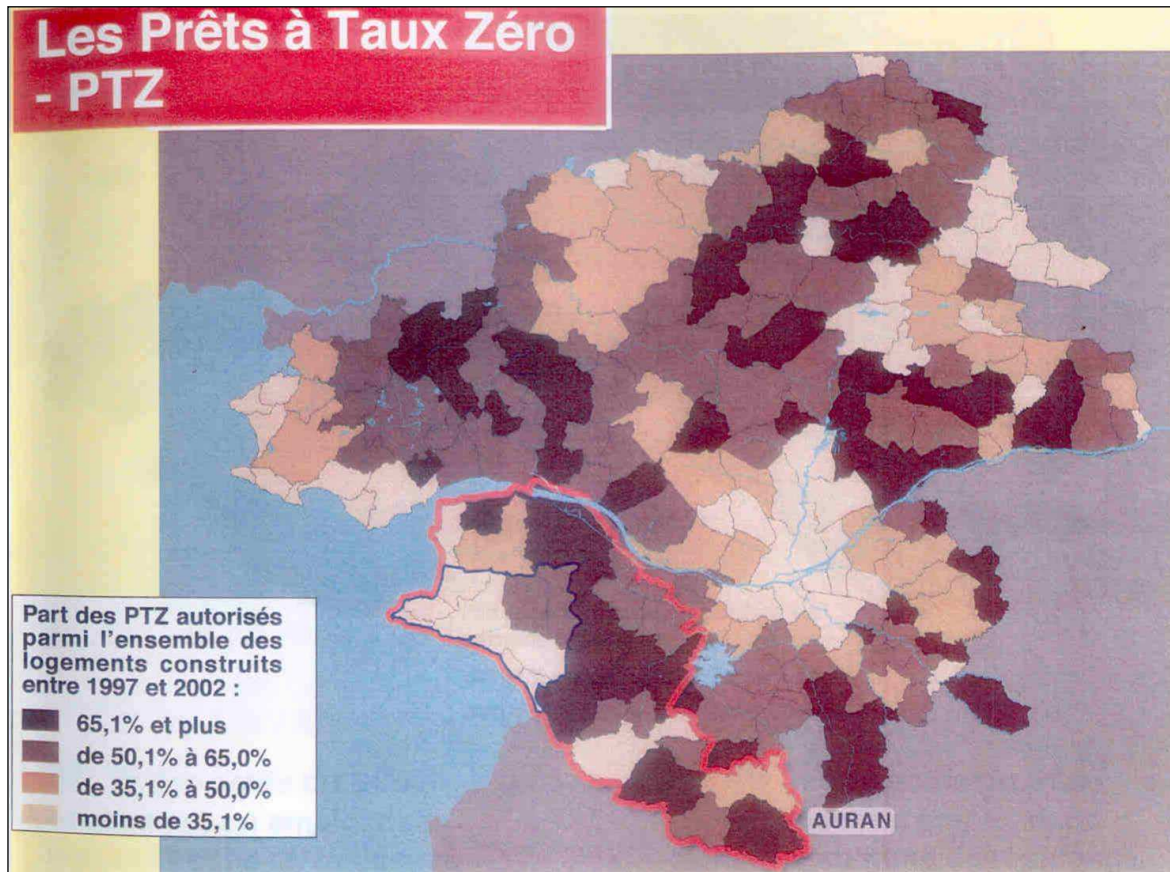 Les Prêts à Taux Zéro
- PTZ
Part des PTZ autorisés
parmi l'ensemble des
logements construits
entre 1997 et 2002 :
65,1% et plus
de 50,1% à 65,0%
de 35,1% à 50,0%
moins de 35,1%
AURAN